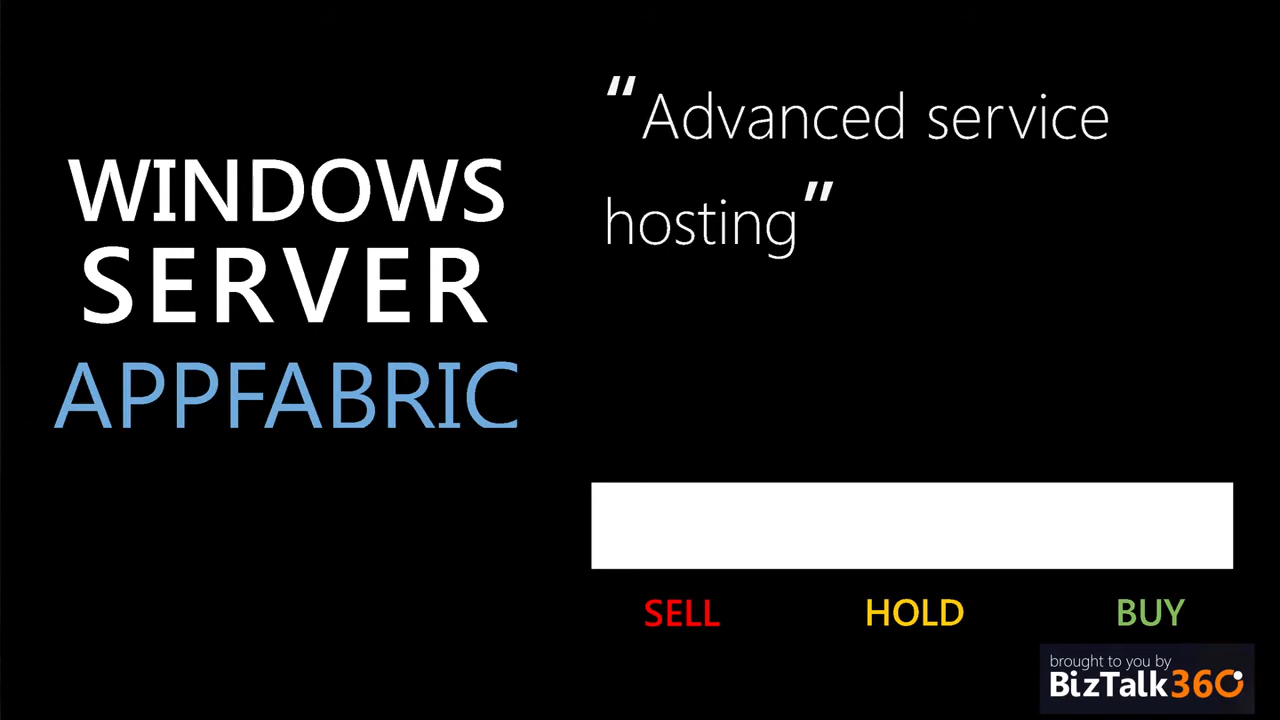 WINDOWS
SERVER
APPFABRIC
“Advanced service
hosting”
SELL HOLD BUY
brought to you by
BizTalk360